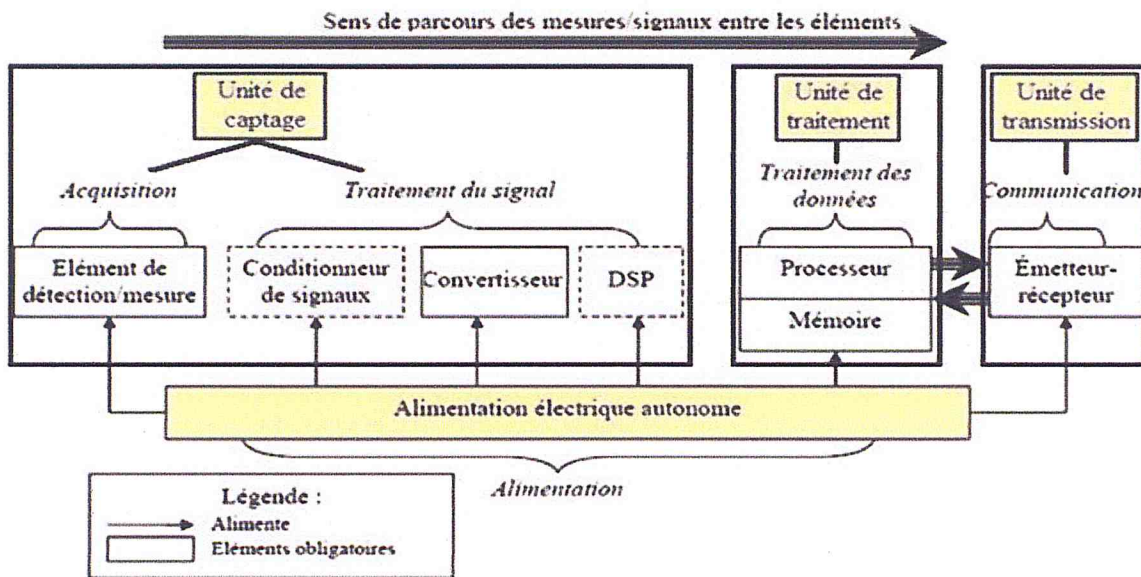 Sens de parcours des mesures/signaux entre les éléments
Unité de
captage
Unité de
traitement
Unité de
transmission
Acquisition
Traitement du signal
Traitement des
données
Communication
Elément de
détection/mesure
Conditionneur
de signaux
Convertisseur
DSP
Processeur
Mémoire
Émetteur-
récepteur
Alimentation électrique autonome
Alimentation
Légende :
Alimente
Eléments obligatoires